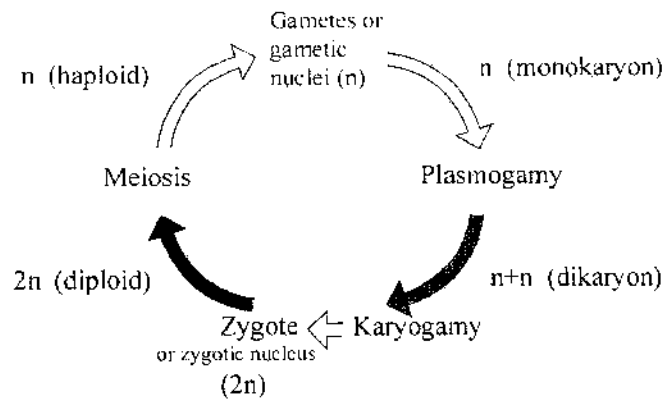 Gametes or
gametic
nuclei (n)
n (haploid)
n (monokaryon)
Meiosis
Plasmogamy
2n (diploid)
n+n (dikaryon)
Zygote
or zygotic nucleus
(2n)
Karyogamy